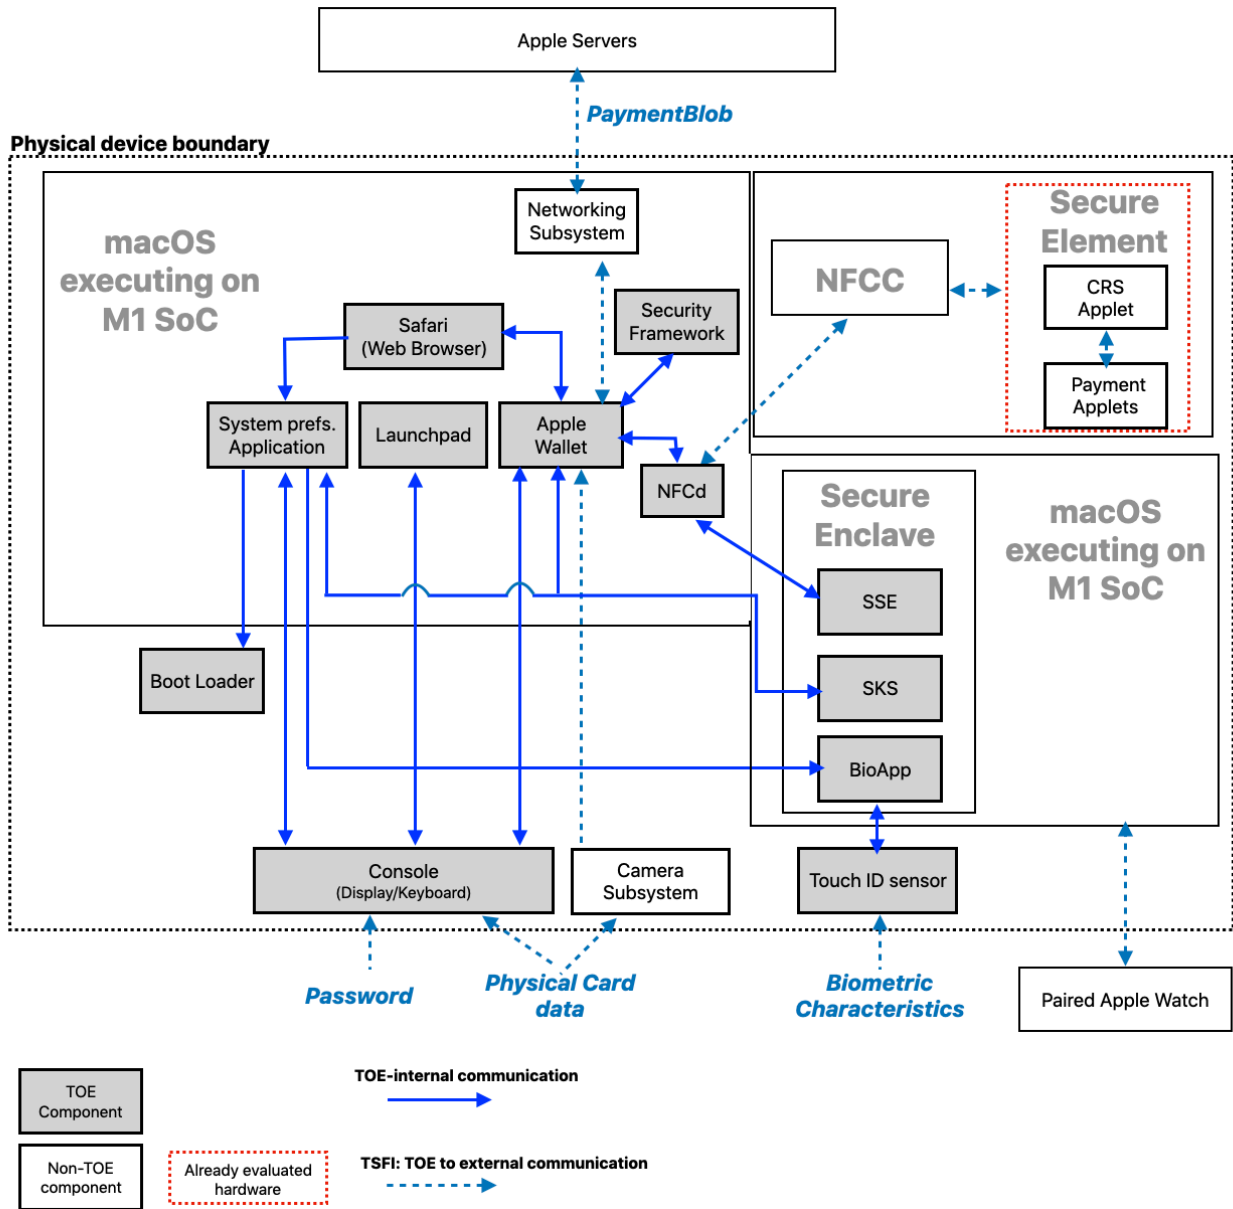 Apple Servers
PaymentBlob
Physical device boundary
macOS
executing on
M1 SoC
Networking
Subsystem
Secure
Element
NFCC
CRS
Applet
Payment
Applets
Safari
(Web Browser)
Security
Framework
System prefs.
Application
Launchpad
Apple
Wallet
NFCd
Secure
Enclave
macOS
executing on
M1 SoC
SSE
SKS
BioApp
Boot Loader
Console
(Display/Keyboard)
Camera
Subsystem
Touch ID sensor
Password
Physical Card
data
Biometric
Characteristics
Paired Apple Watch
TOE
Component
TOE-internal communication
Non-TOE
component
Already evaluated
hardware
TSFI: TOE to external communication